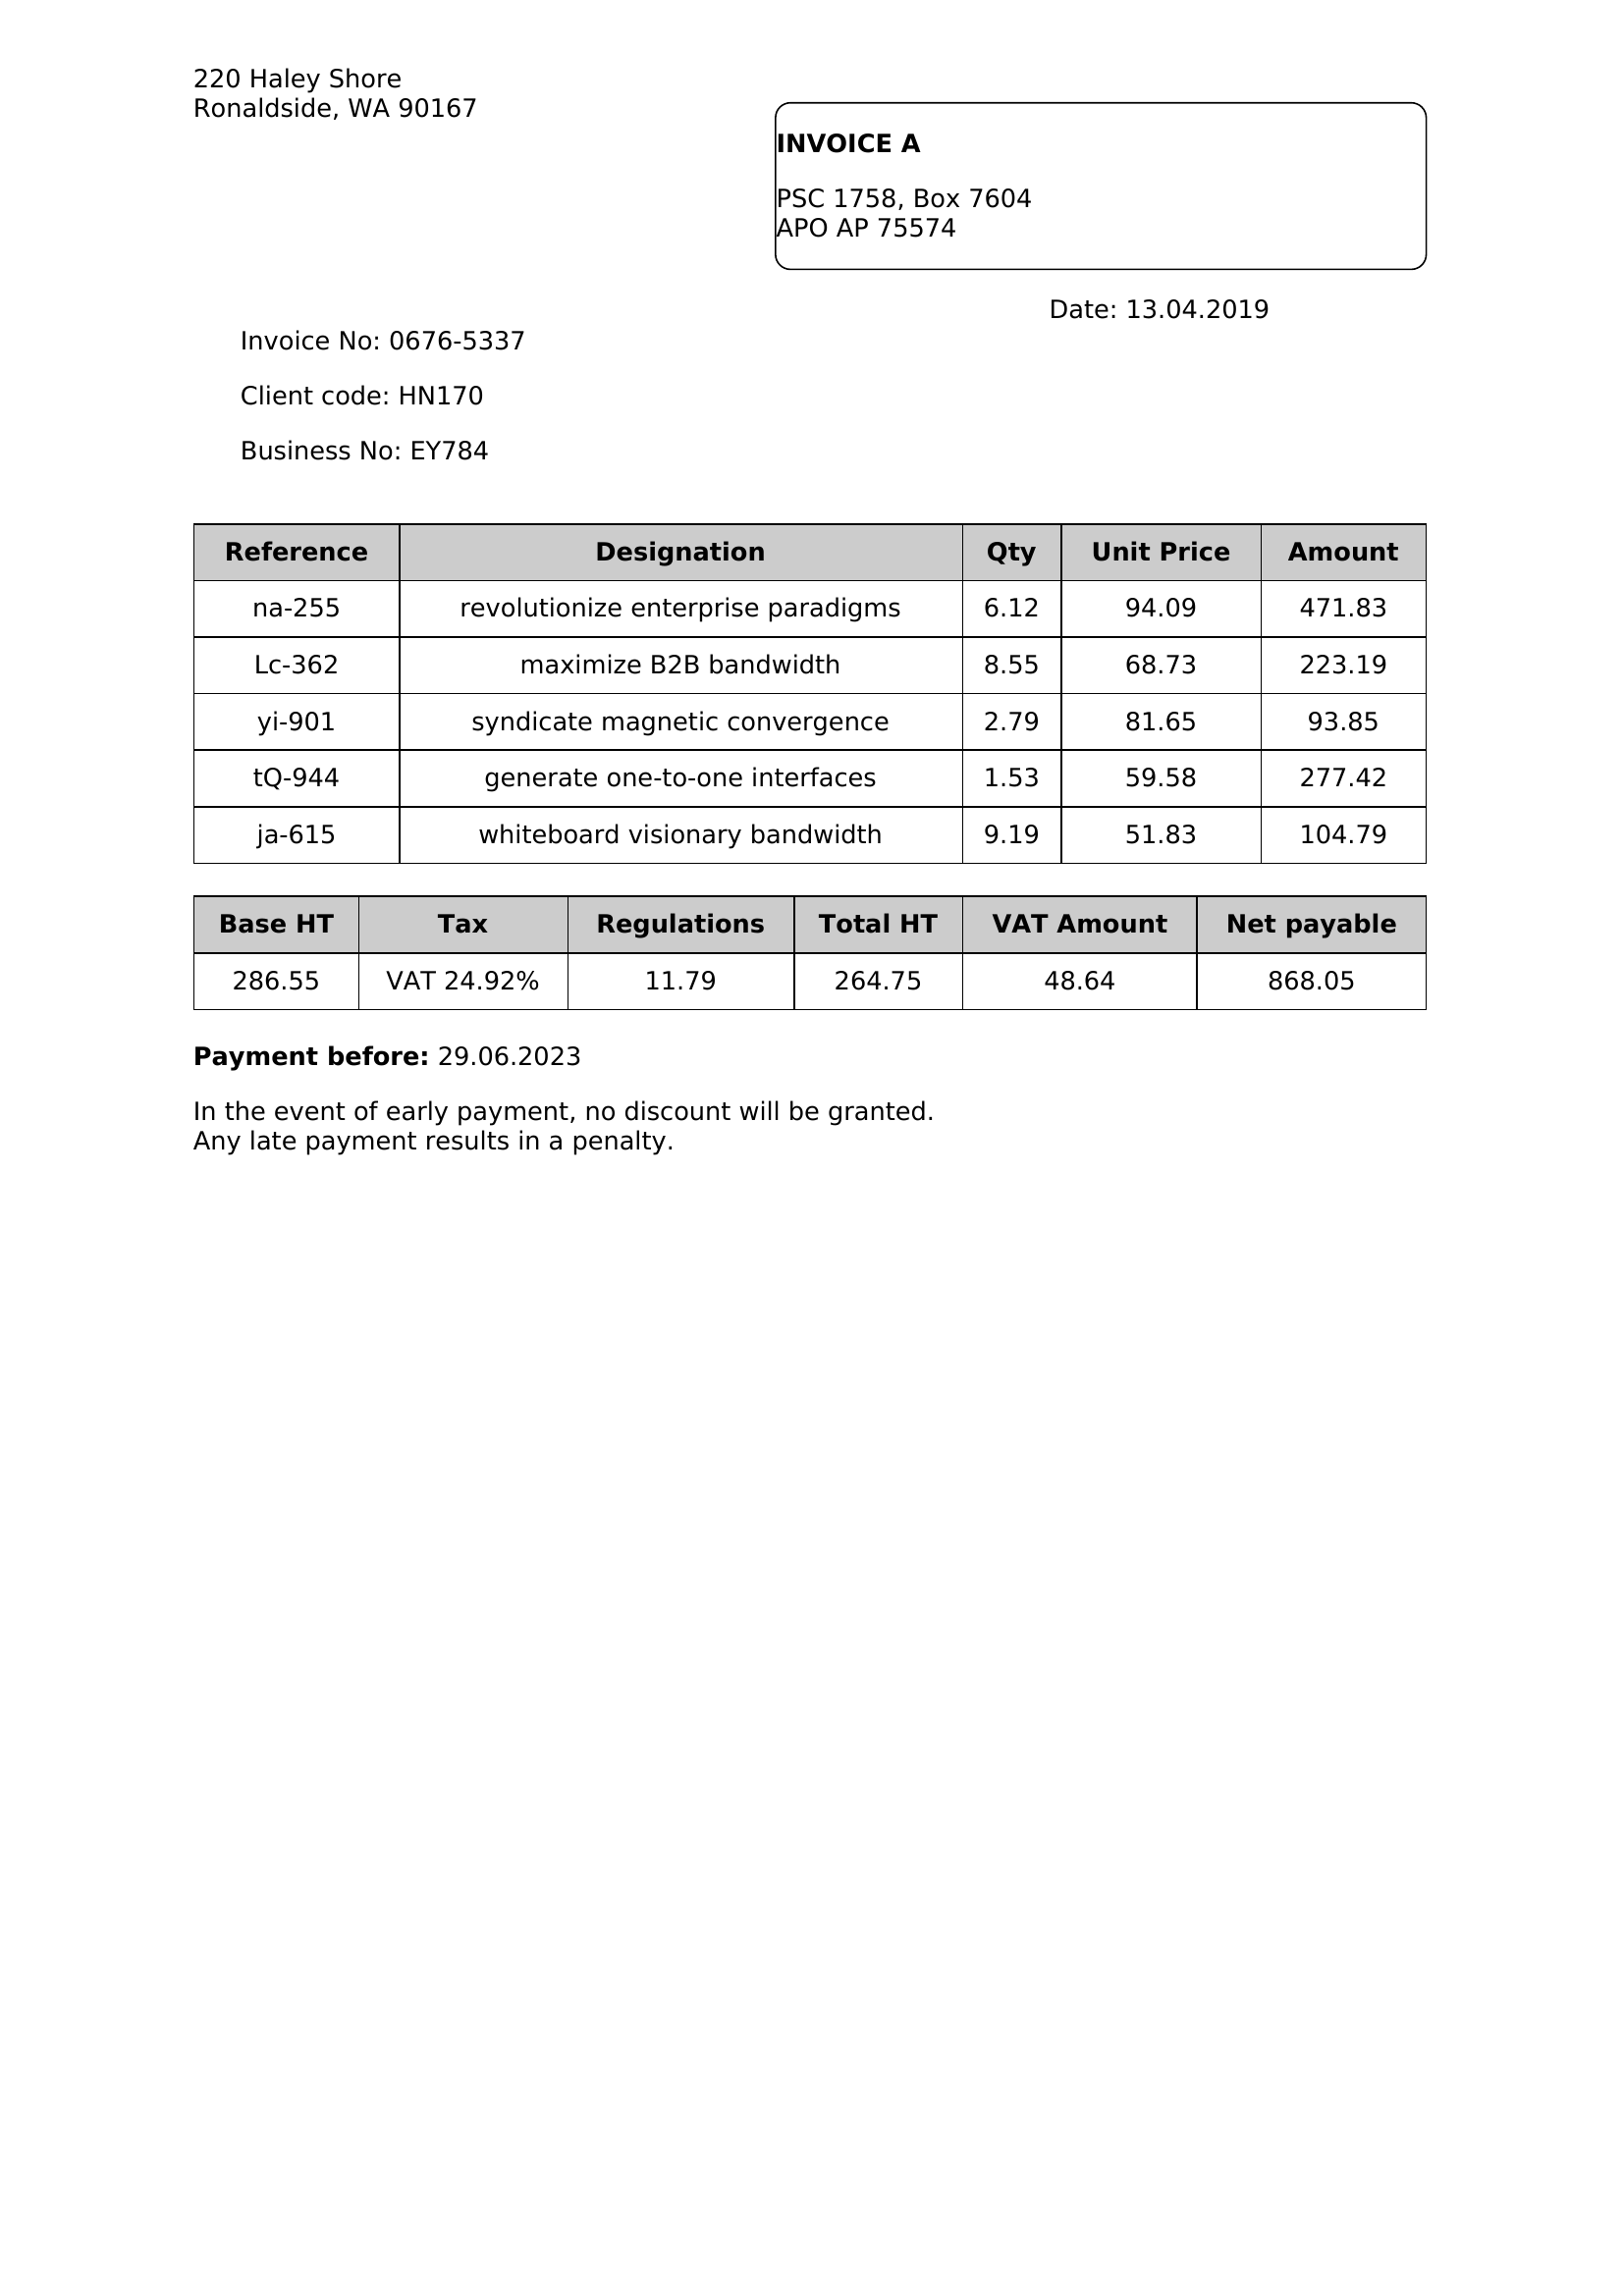 220 Haley Shore
Ronaldside, WA 90167
INVOICE A
PSC 1758, Box 7604
APO AP 75574
Date: 13.04.2019
Invoice No: 0676-5337
Client code: HN170
Business No: EY784
Reference Designation Qty Unit Price Amount
na-255 revolutionize enterprise paradigms 6.12 94.09 471.83
Lc-362 maximize B2B bandwidth 8.55 68.73 223.19
yi-901 syndicate magnetic convergence 2.79 81.65 93.85
tQ-944 generate one-to-one interfaces 1.53 59.58 277.42
ja-615 whiteboard visionary bandwidth 9.19 51.83 104.79
Base HT Tax Regulations Total HT VAT Amount Net payable
286.55 VAT 24.92% 11.79 264.75 48.64 868.05
Payment before: 29.06.2023
In the event of early payment, no discount will be granted.
Any late payment results in a penalty.